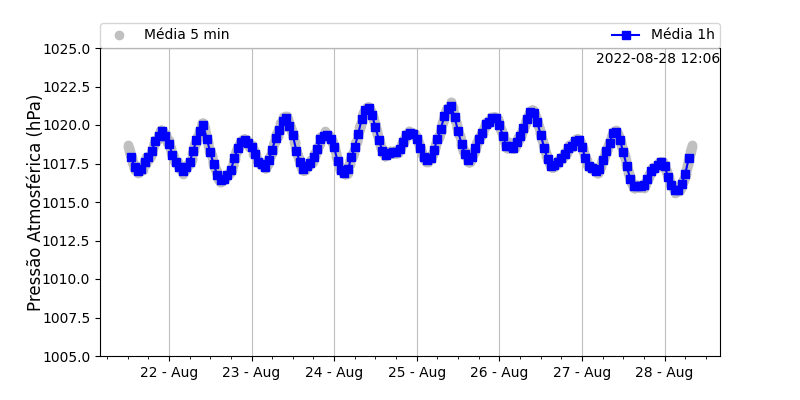 Média 5 min
Média 1h
2022-08-28 12:06
Pressão Atmosférica (hPa)
1025.0
1022.5
1020.0
1017.5
1015.0
1012.5
1010.0
1007.5
1005.0
22 - Aug
23 - Aug
24 - Aug
25 - Aug
26 - Aug
27 - Aug
28 - Aug